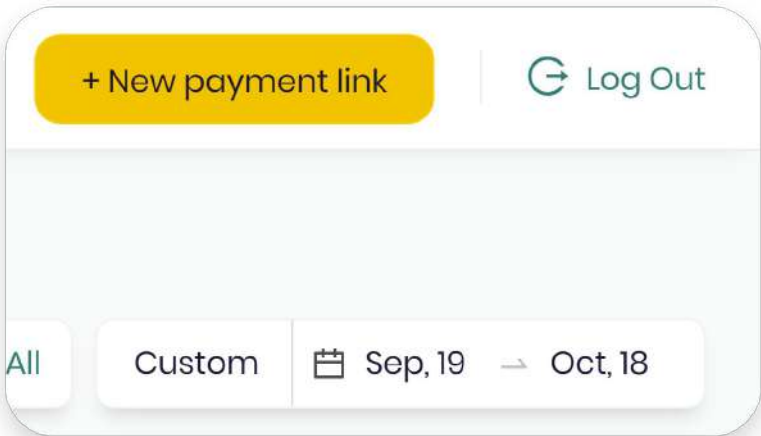 + New payment link
Log Out
All Custom Sep, 19 → Oct, 18